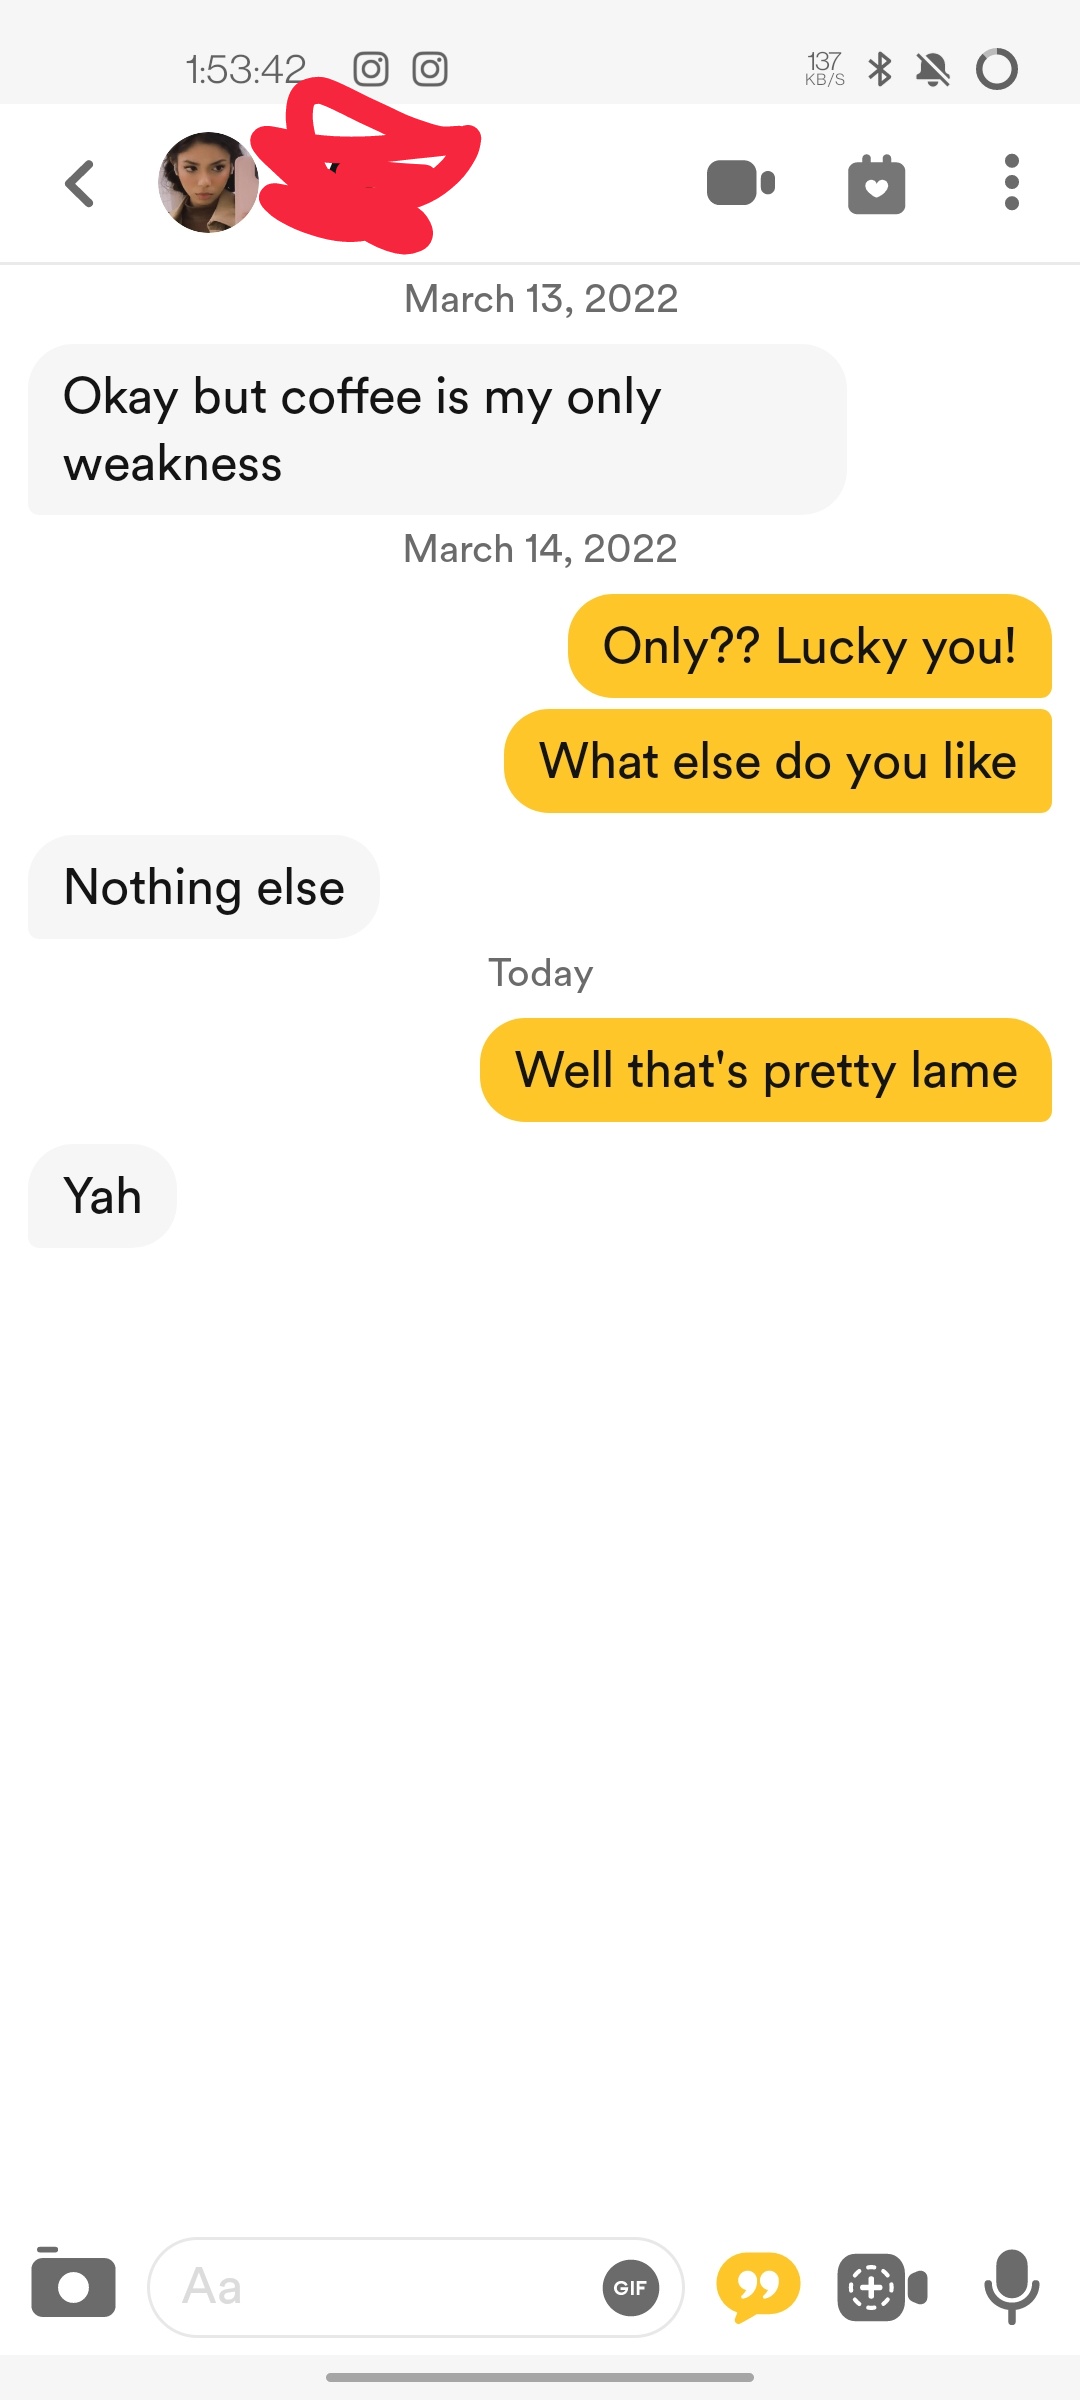 1:53:42
137
KB/S
March 13, 2022
Okay but coffee is my only
weakness
March 14, 2022
Only?? Lucky you!
What else do you like
Nothing else
Today
Well that's pretty lame
Yah
Aa
GIF